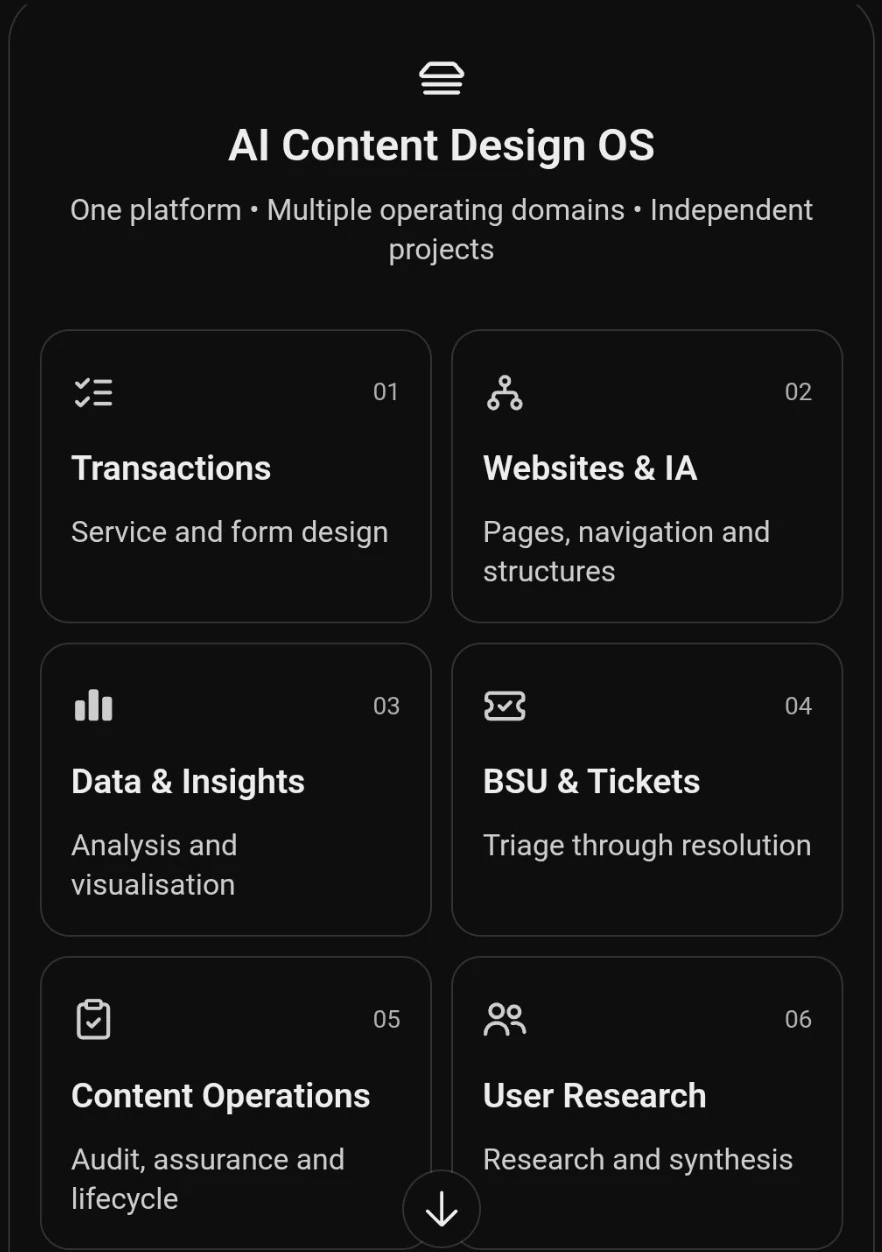 AI Content Design OS
One platform • Multiple operating domains • Independent
projects
01
Transactions
Service and form design
02
Websites & IA
Pages, navigation and
structures
03
Data & Insights
Analysis and
visualisation
04
BSU & Tickets
Triage through resolution
05
Content Operations
Audit, assurance and
lifecycle
06
User Research
Research and synthesis